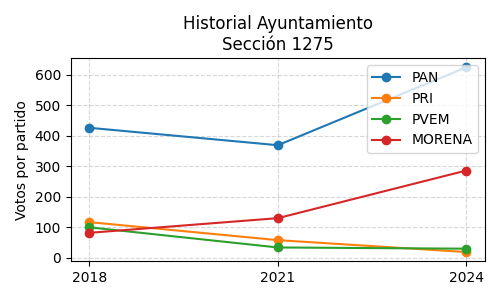 Historial Ayuntamiento
Sección 1275
Votos por partido
600
500
400
300
200
100
0
2018
2021
2024
PAN
PRI
PVEM
MORENA